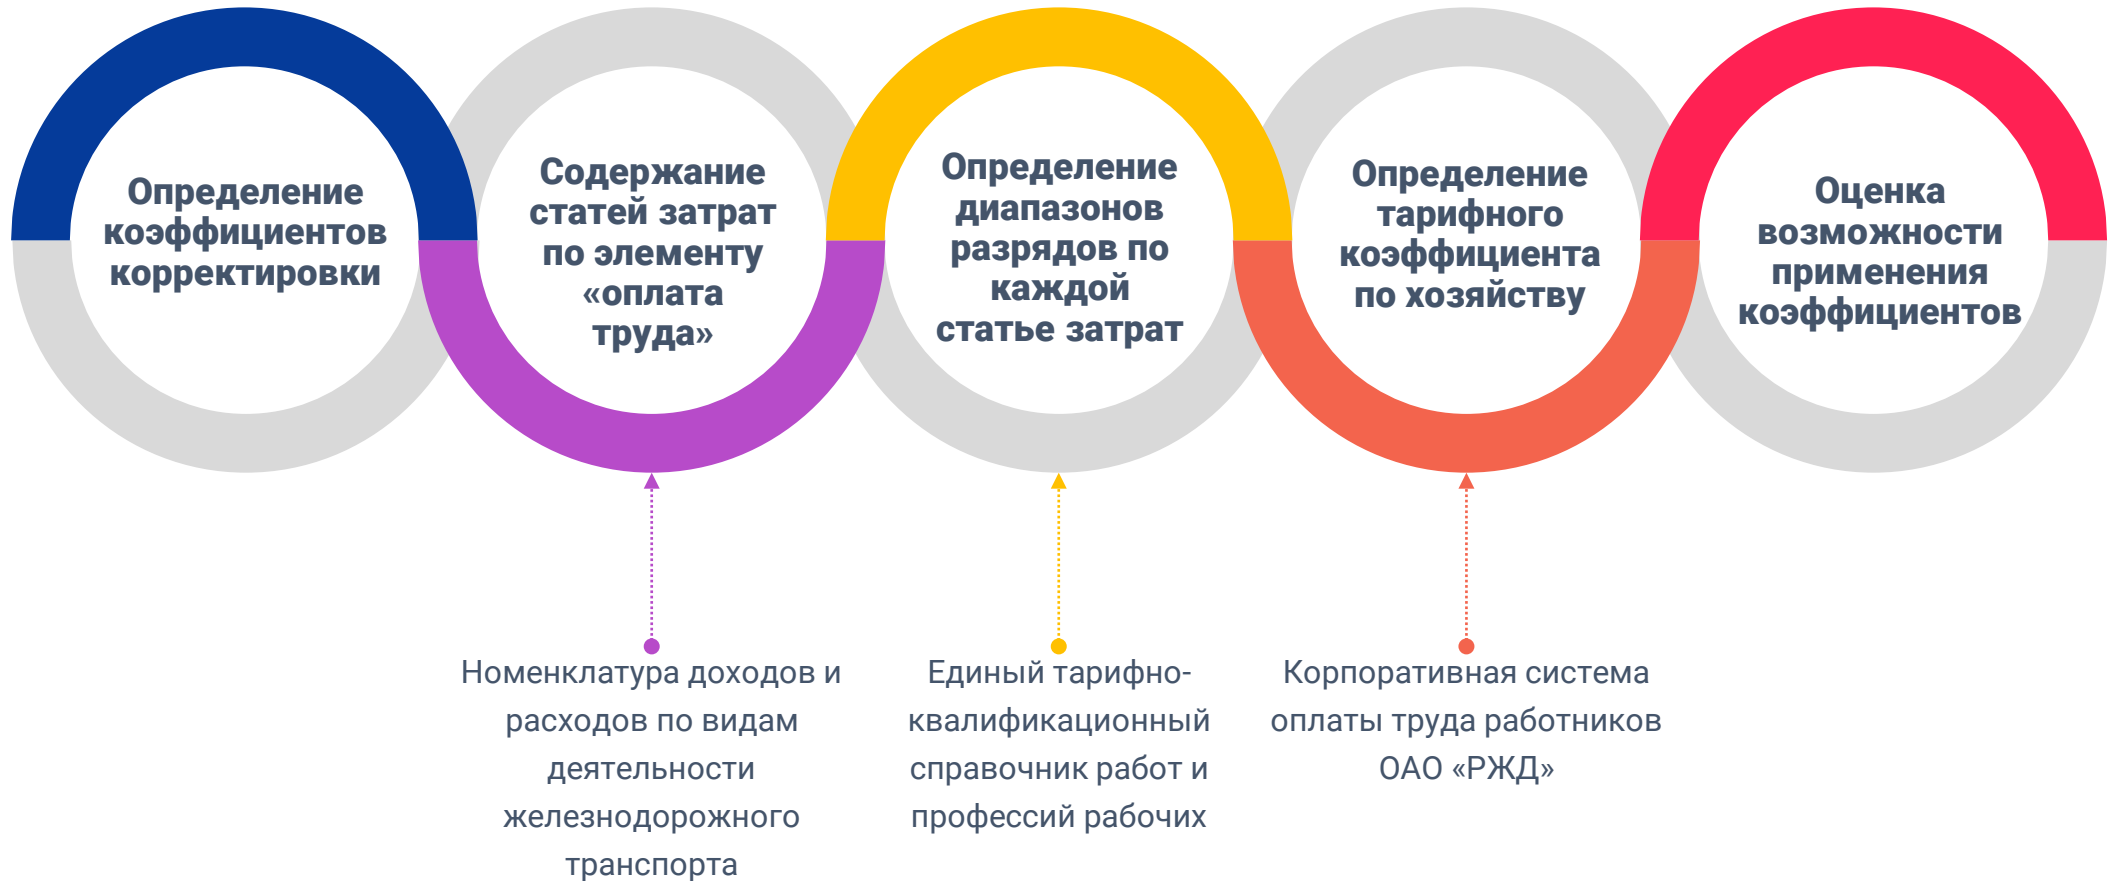 Определение
коэффициентов
корректировки
Содержание
статей затрат
по элементу
«оплата
труда»
Определение
диапазонов
разрядов по
каждой
статье затрат
Определение
тарифного
коэффициента
по хозяйству
Оценка
возможности
применения
коэффициентов
Номенклатура доходов и
расходов по видам
деятельности
железнодорожного
транспорта
Единый тарифно-
квалификационный
справочник работ и
профессий рабочих
Корпоративная система
оплаты труда работников
ОАО «РЖД»